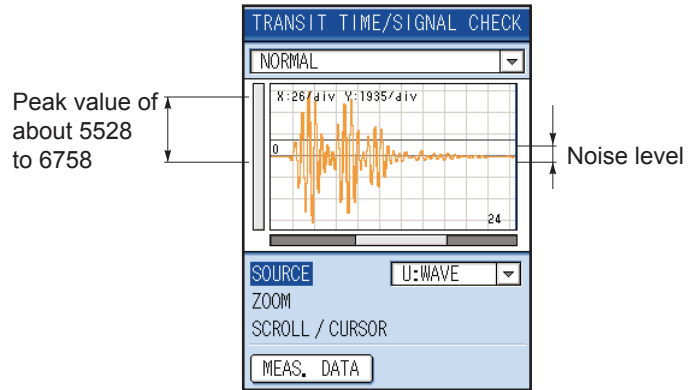 TRANSIT TIME/SIGNAL CHECK
NORMAL
X:26/div Y:1935/div
Peak value of
about 5528
to 6758
0
Noise level
24
SOURCE
U:WAVE
ZOOM
SCROLL / CURSOR
MEAS. DATA